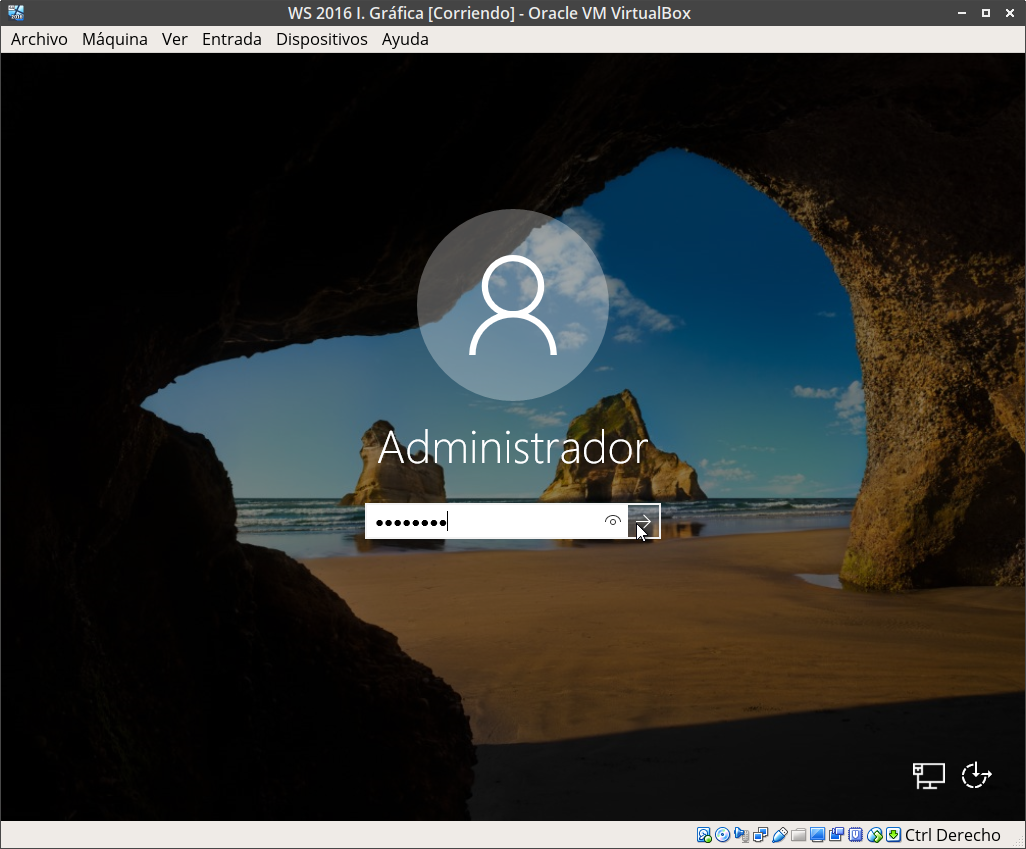 WS 2016 I. Gráfica [Corriendo] - Oracle VM VirtualBox
Archivo Máquina Ver Entrada Dispositivos Ayuda
Administrador
●●●●●●●●
Ctrl Derecho